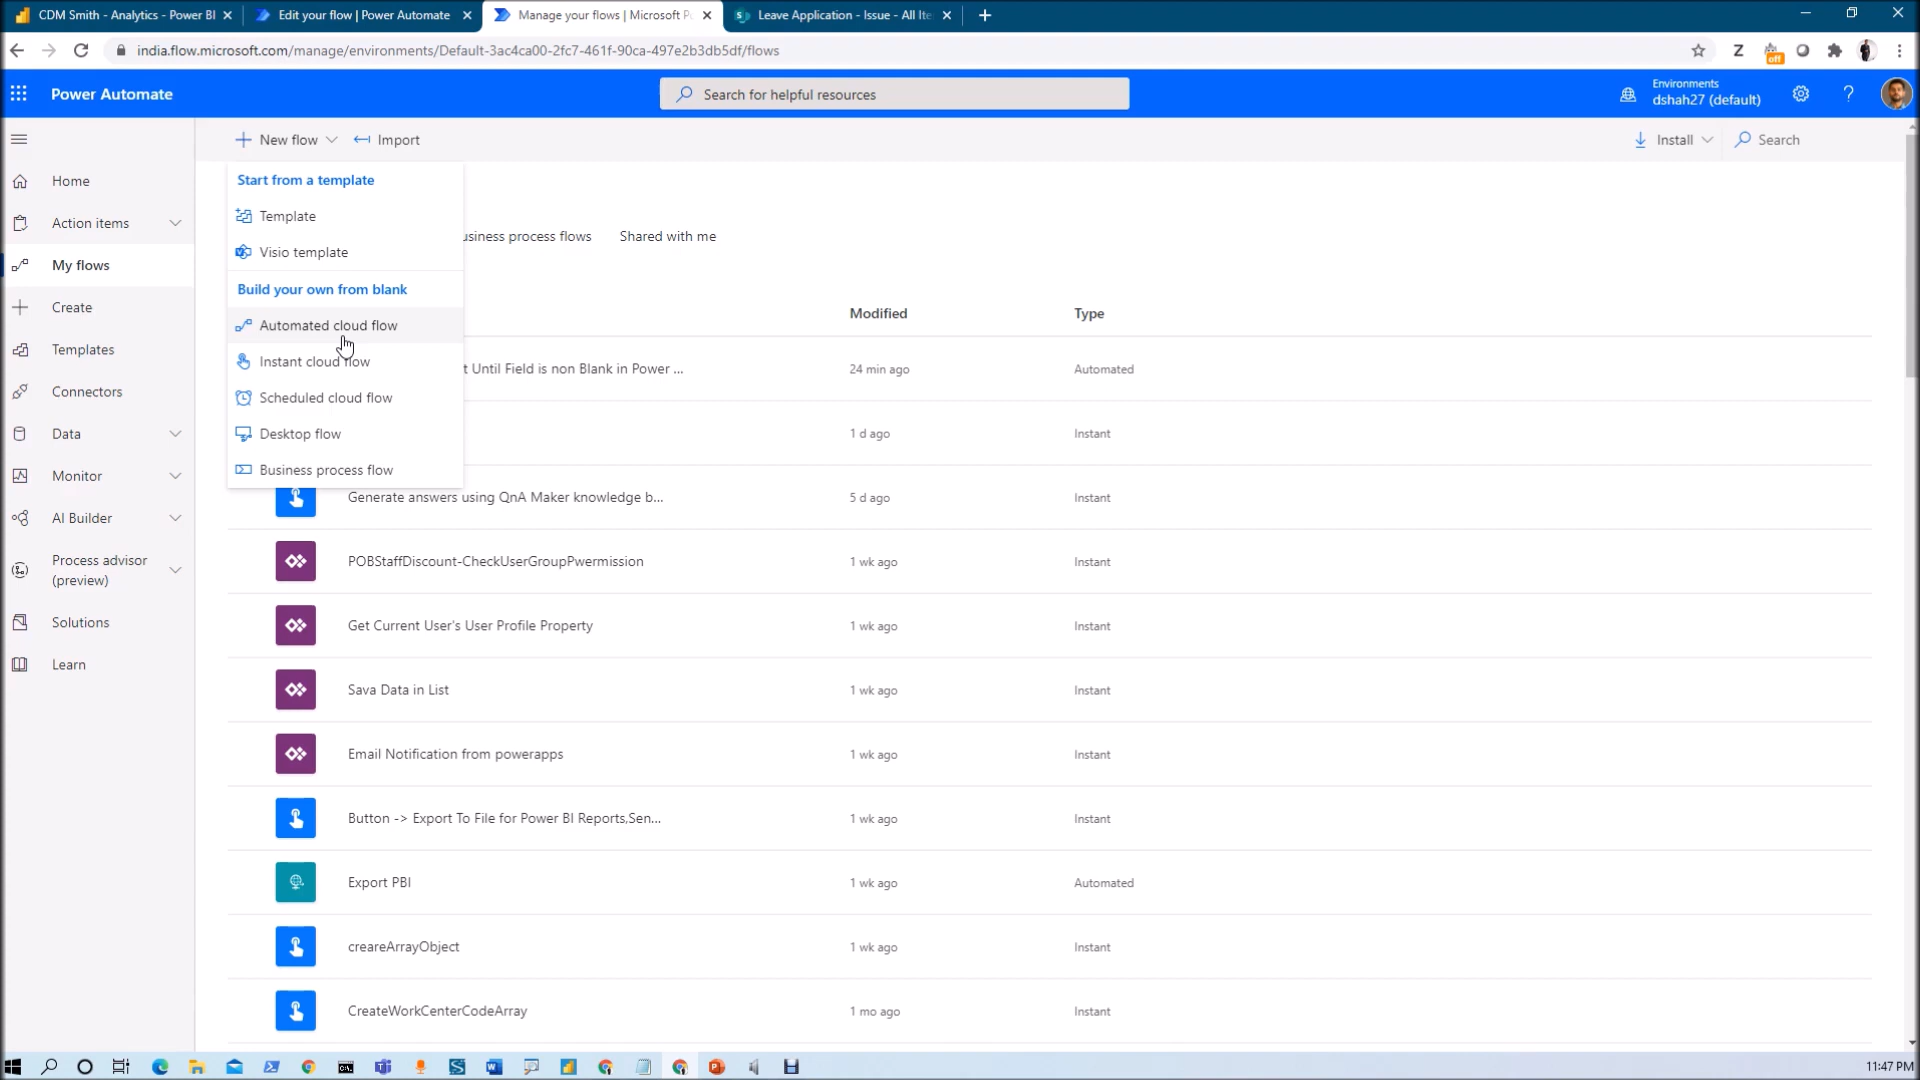 CDM Smith - Analytics - Power BI
Edit your flow | Power Automate
Manage your flows | Microsoft P
Leave Application - Issue - All Ite
india.flow.microsoft.com/manage/environments/Default-3ac4ca00-2fc7-461f-90ca-497e2b3db5df/flows
Z
off
Power Automate
Search for helpful resources
Environments
dshah27 (default)
?
New flow
Import
Install
Search
Home
Action items
My flows
Create
Templates
Connectors
Data
Monitor
AI Builder
Process advisor
(preview)
Solutions
Learn
Start from a template
Template
Visio template
Build your own from blank
Automated cloud flow
Instant cloud flow
Scheduled cloud flow
Desktop flow
Business process flow
usiness process flows
Shared with me
Modified
Type
t Until Field is non Blank in Power ...
24 min ago
Automated
1 d ago
Instant
Generate answers using QnA Maker knowledge b...
5 d ago
Instant
POBStaffDiscount-CheckUserGroupPwermission
1 wk ago
Instant
Get Current User's User Profile Property
1 wk ago
Instant
Sava Data in List
1 wk ago
Instant
Email Notification from powerapps
1 wk ago
Instant
Button -> Export To File for Power BI Reports,Sen...
1 wk ago
Instant
Export PBI
1 wk ago
Automated
creareArrayObject
1 wk ago
Instant
CreateWorkCenterCodeArray
1 mo ago
Instant
11:47 PM